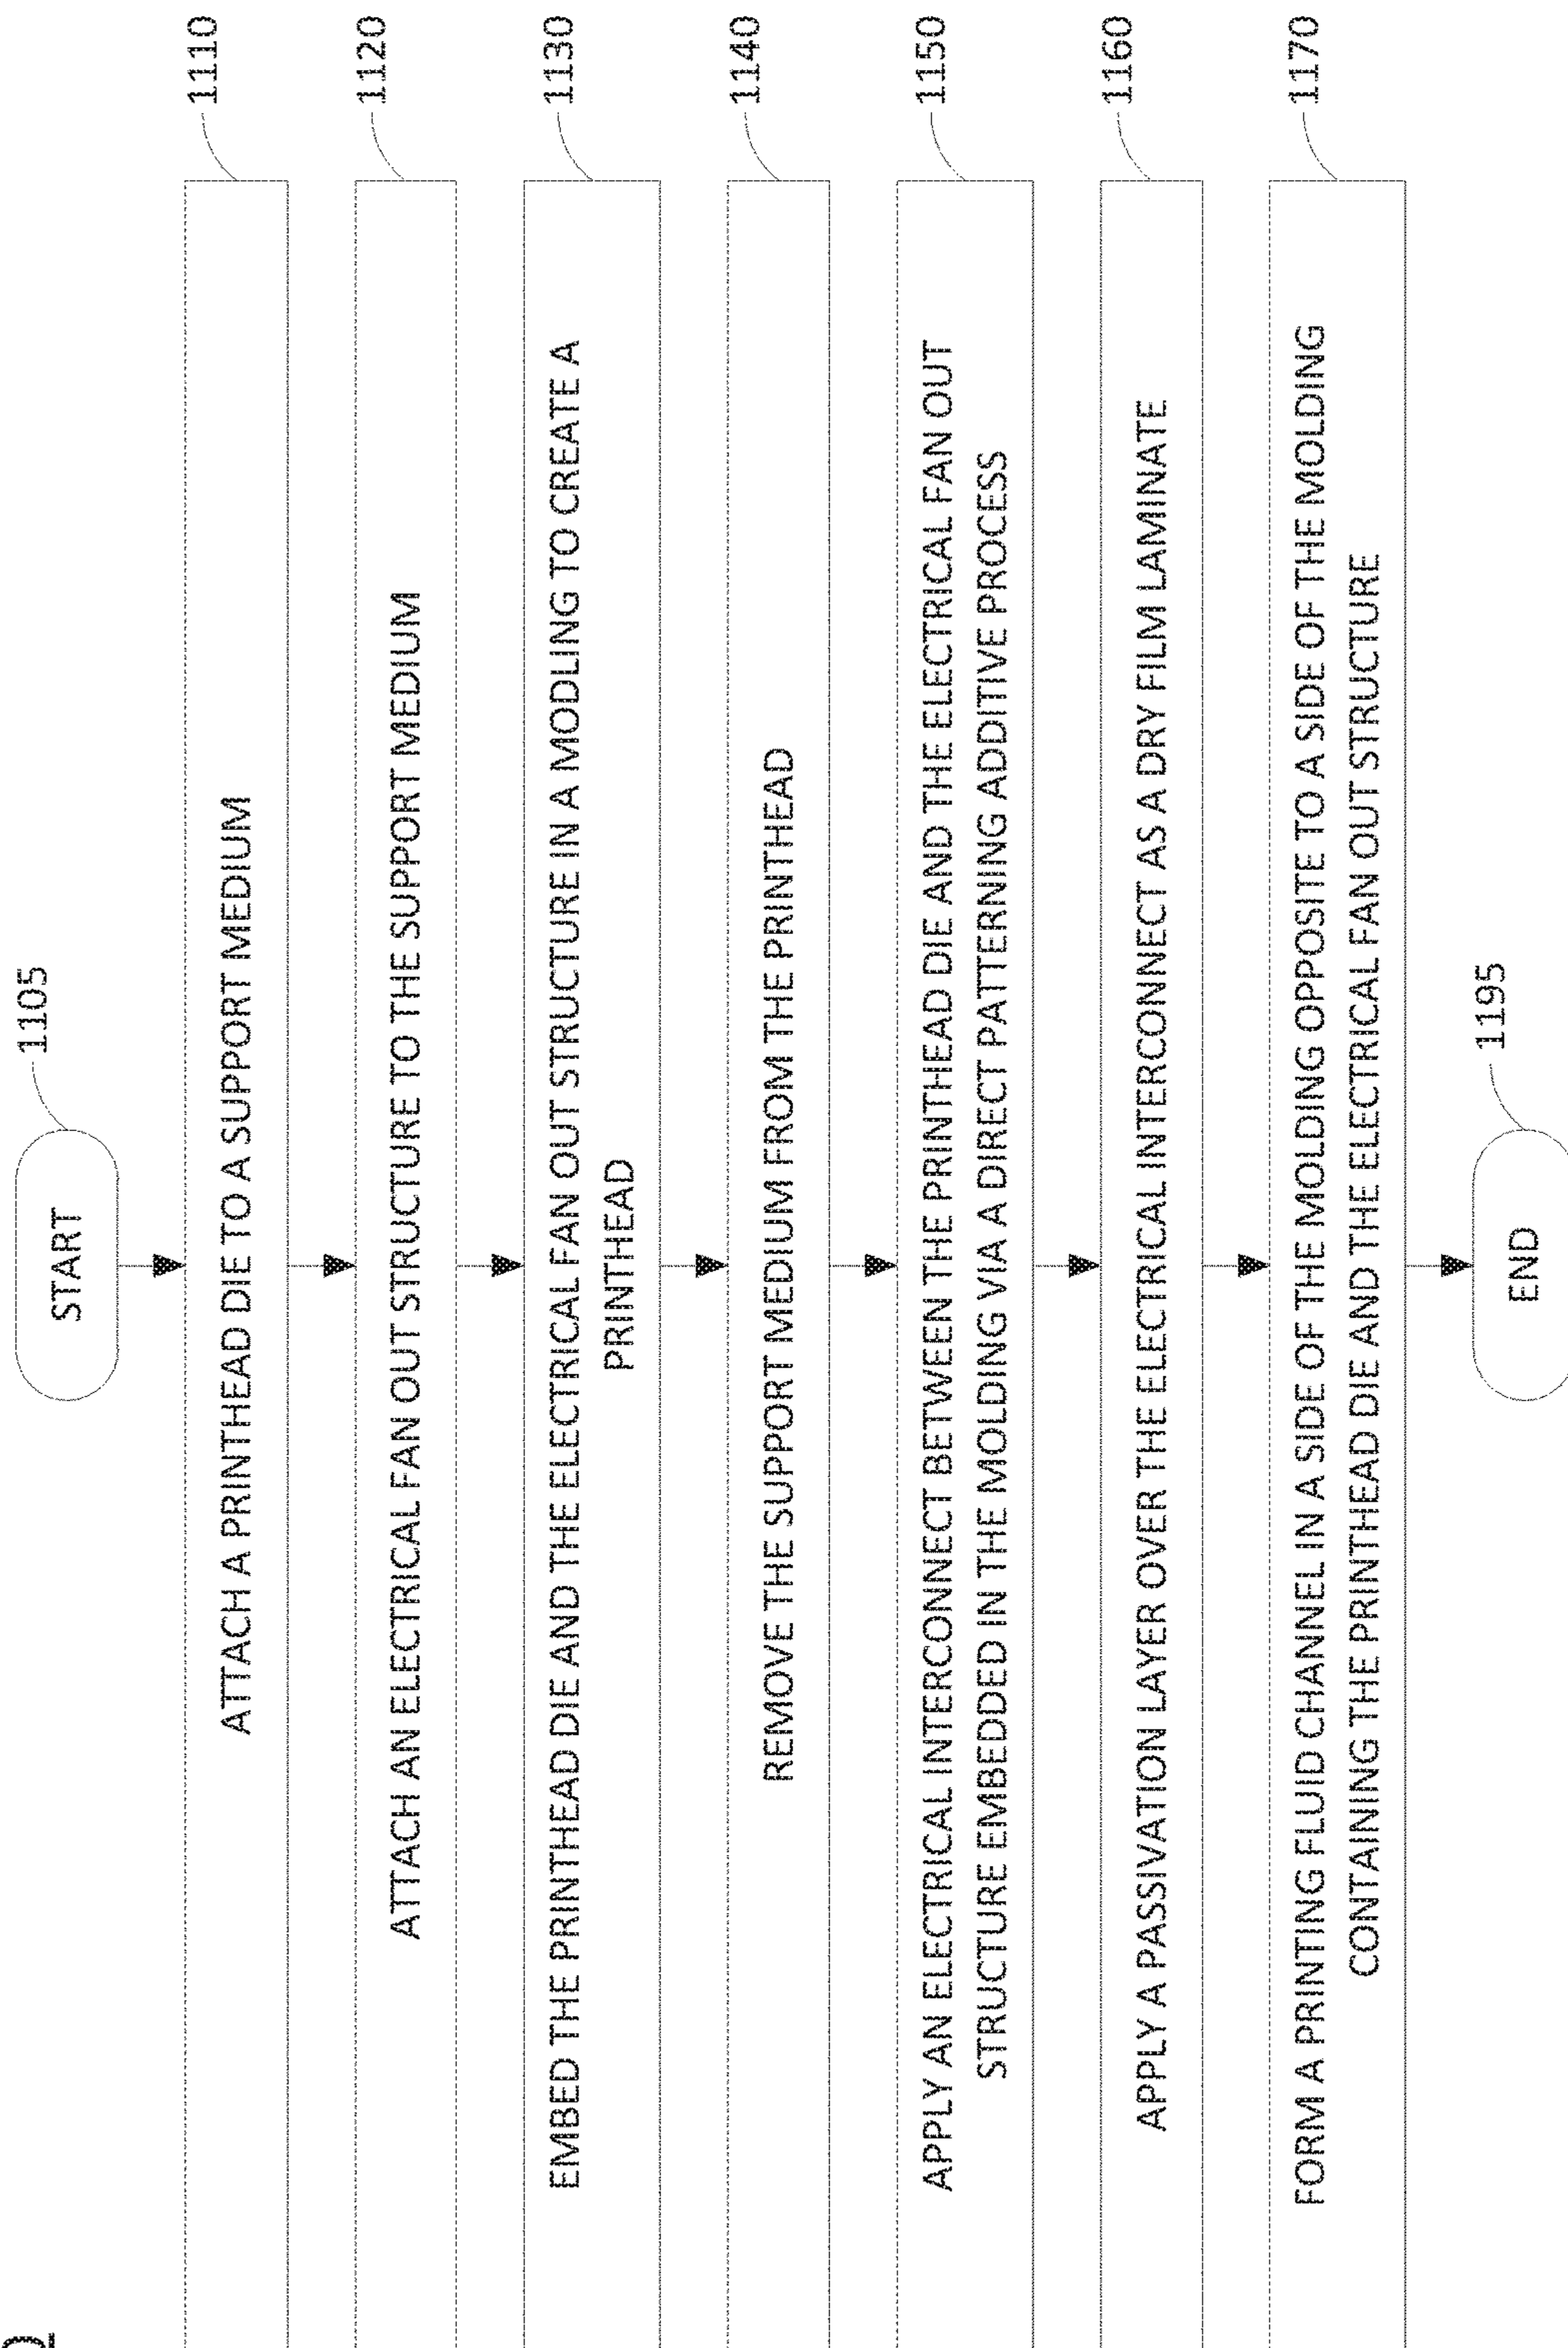 1105
START
1110
ATTACH A PRINTHEAD DIE TO A SUPPORT MEDIUM
1120
ATTACH AN ELECTRICAL FAN OUT STRUCTURE TO THE SUPPORT MEDIUM
1130
EMBED THE PRINTHEAD DIE AND THE ELECTRICAL FAN OUT STRUCTURE IN A MODLING TO CREATE A
PRINTHEAD
1140
REMOVE THE SUPPORT MEDIUM FROM THE PRINTHEAD
1150
APPLY AN ELECTRICAL INTERCONNECT BETWEEN THE PRINTHEAD DIE AND THE ELECTRICAL FAN OUT
STRUCTURE EMBEDDED IN THE MOLDING VIA A DIRECT PATTERNING ADDITIVE PROCESS
1160
APPLY A PASSIVATION LAYER OVER THE ELECTRICAL INTERCONNECT AS A DRY FILM LAMINATE
1170
FORM A PRINTING FLUID CHANNEL IN A SIDE OF THE MOLDING OPPOSITE TO A SIDE OF THE MOLDING
CONTAINING THE PRINTHEAD DIE AND THE ELECTRICAL FAN OUT STRUCTURE
1195
END